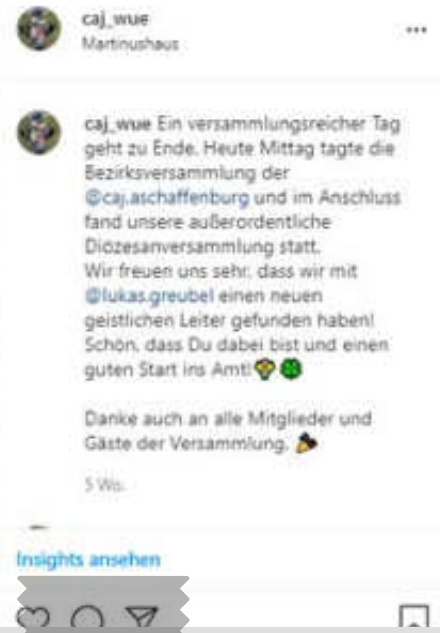 caj_wue
Martinushaus
caj_wue Ein versammlungsreicher Tag
geht zu Ende. Heute Mittag tagte die
Bezirksversammlung der
@caj.aschaffenburg und im Anschluss
fand unsere außerordentliche
Diözesanversammlung statt.
Wir freuen uns sehr, dass wir mit
@lukas.greubel einen neuen
geistlichen Leiter gefunden haben!
Schön, dass Du dabei bist und einen
guten Start ins Amt!💐🍀
Danke auch an alle Mitglieder und
Gäste der Versammlung. 🎉
5 Wo.
Insights ansehen